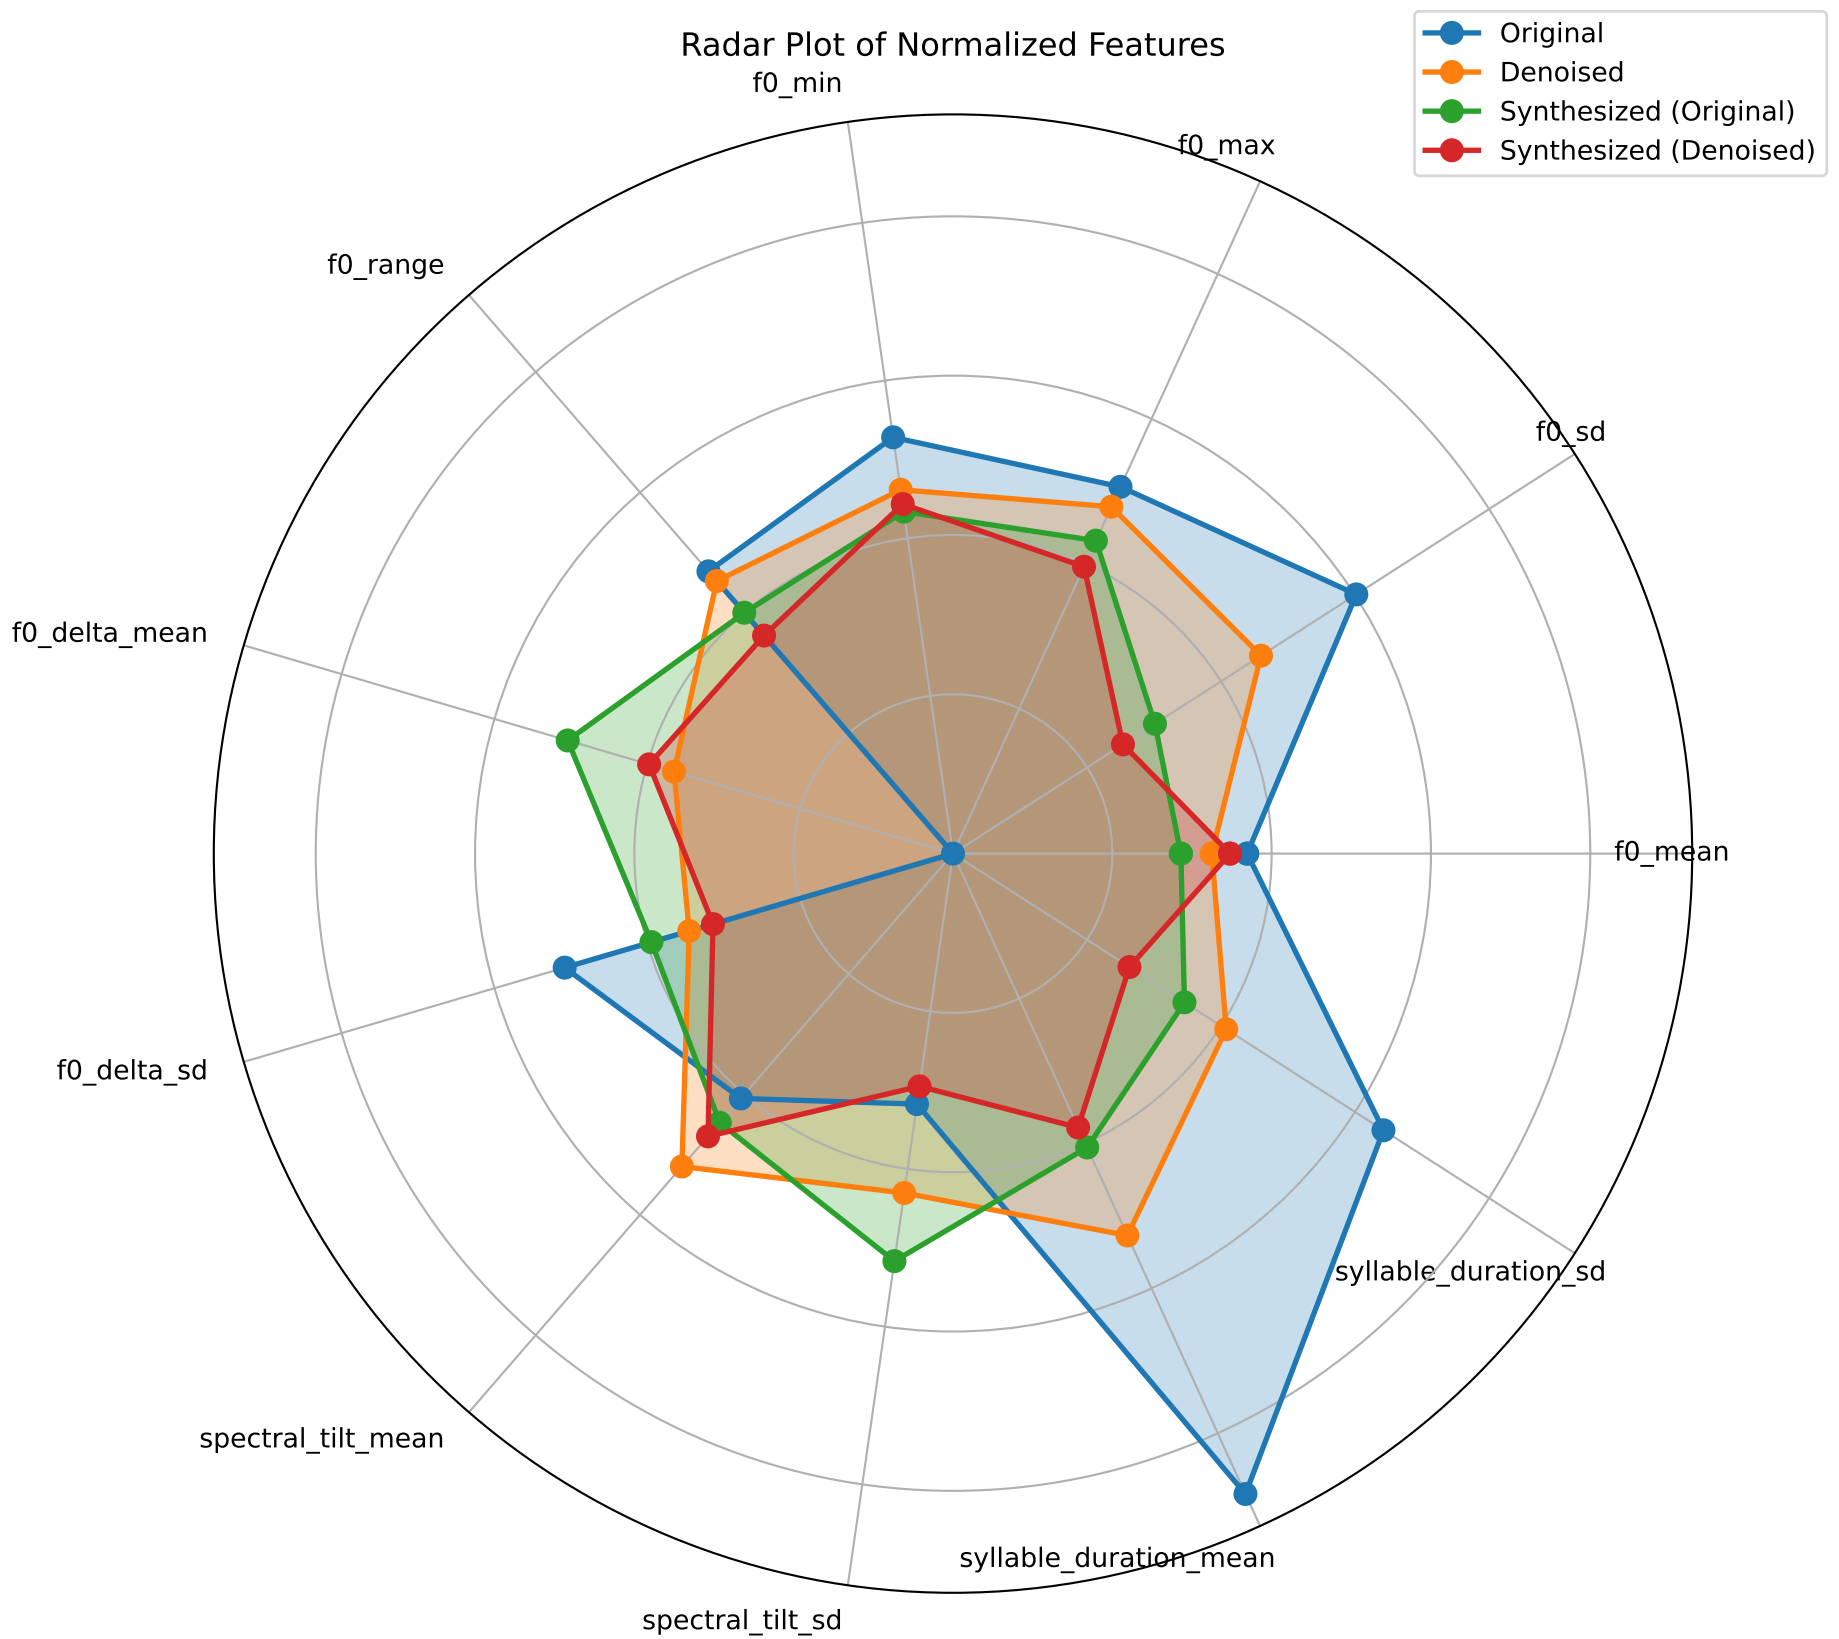 Radar Plot of Normalized Features
Original
Denoised
Synthesized (Original)
Synthesized (Denoised)
f0_min
f0_max
f0_range
f0_sd
f0_delta_mean
f0_mean
f0_delta_sd
syllable_duration_sd
spectral_tilt_mean
syllable_duration_mean
spectral_tilt_sd